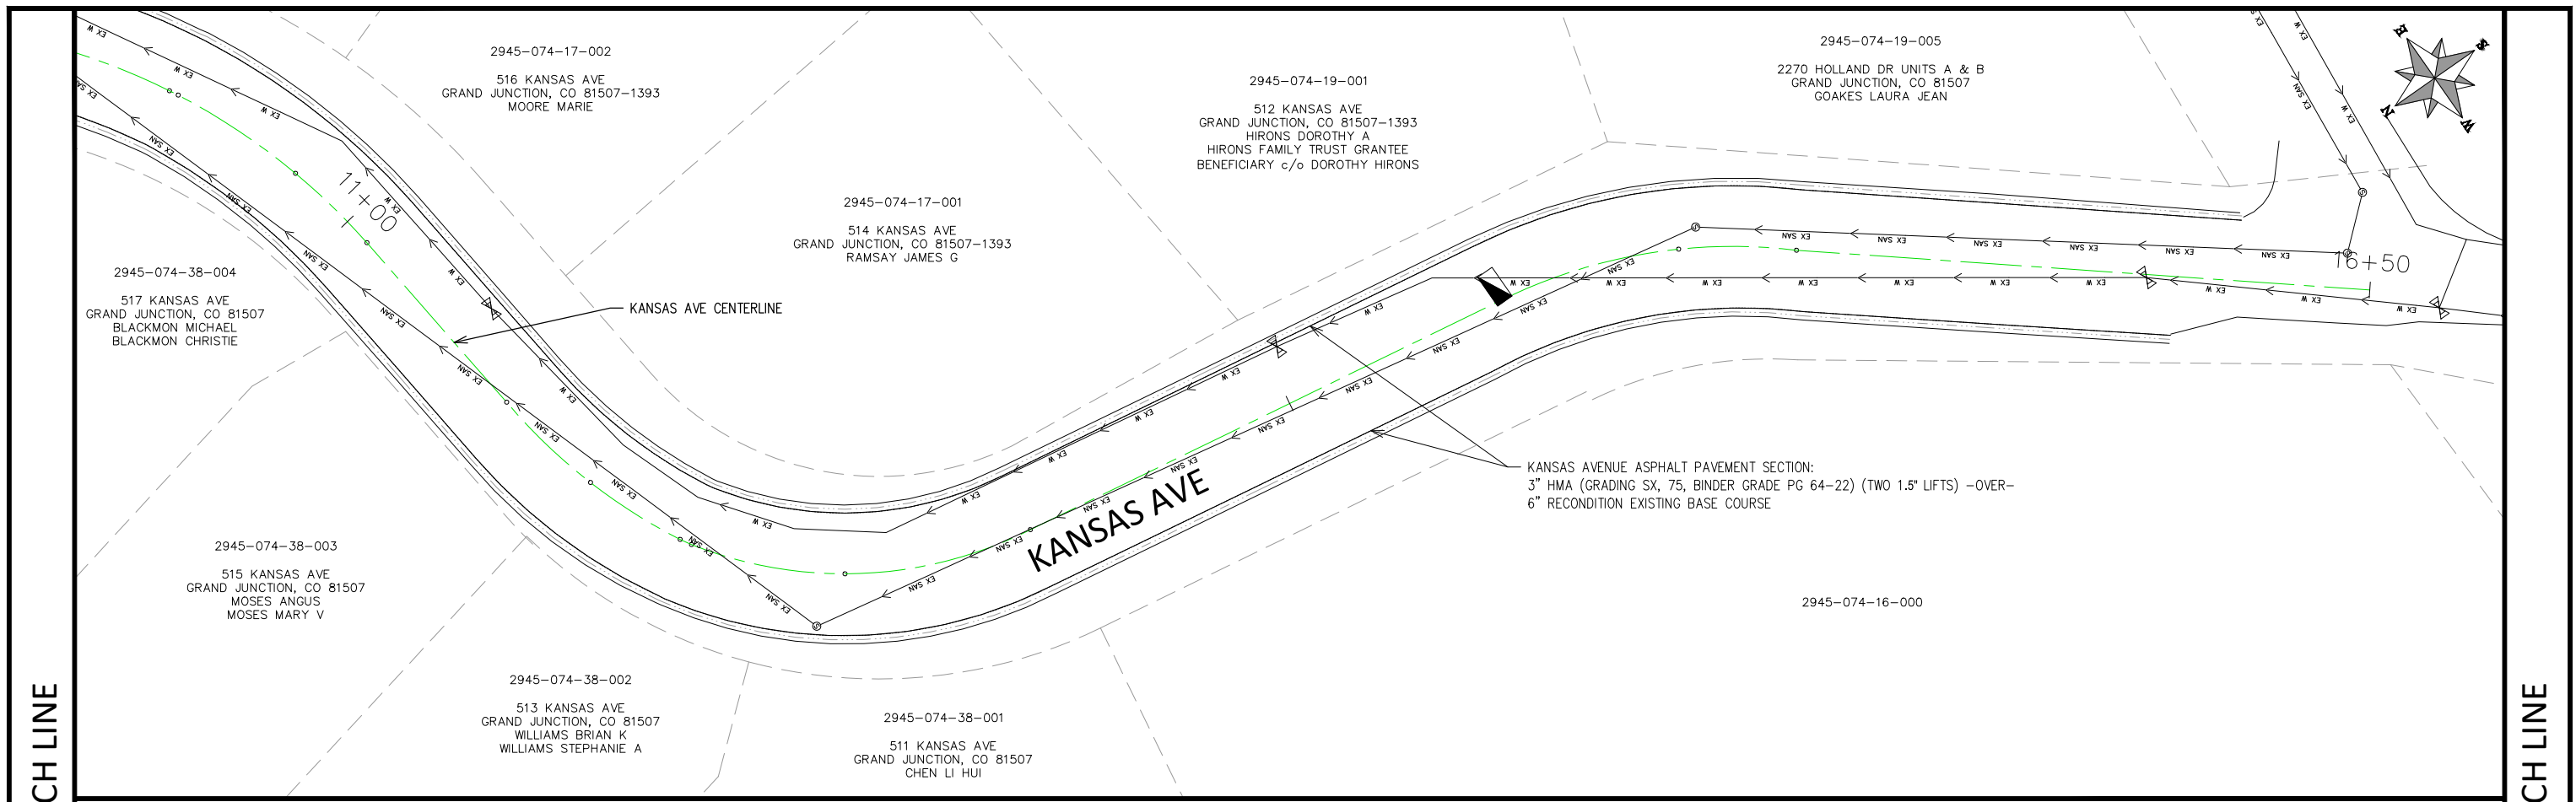 2945-074-17-002
516 KANSAS AVE
GRAND JUNCTION, CO 81507-1393
MOORE MARIE
2945-074-17-001
514 KANSAS AVE
GRAND JUNCTION, CO 81507-1393
RAMSAY JAMES G
2945-074-19-001
512 KANSAS AVE
GRAND JUNCTION, CO 81507-1393
HIRONS DOROTHY A
HIRONS FAMILY TRUST GRANTEE
BENEFICIARY c/o DOROTHY HIRONS
2945-074-19-005
2270 HOLLAND DR UNITS A & B
GRAND JUNCTION, CO 81507
GOAKES LAURA JEAN
E
S
N
W
11+00
16+50
EX W
EX SAN
2945-074-38-004
517 KANSAS AVE
GRAND JUNCTION, CO 81507
BLACKMON MICHAEL
BLACKMON CHRISTIE
KANSAS AVE CENTERLINE
KANSAS AVE
KANSAS AVENUE ASPHALT PAVEMENT SECTION:
3" HMA (GRADING SX, 75, BINDER GRADE PG 64-22) (TWO 1.5" LIFTS) -OVER-
6" RECONDITION EXISTING BASE COURSE
2945-074-38-003
515 KANSAS AVE
GRAND JUNCTION, CO 81507
MOSES ANGUS
MOSES MARY V
2945-074-38-002
513 KANSAS AVE
GRAND JUNCTION, CO 81507
WILLIAMS BRIAN K
WILLIAMS STEPHANIE A
2945-074-38-001
511 KANSAS AVE
GRAND JUNCTION, CO 81507
CHEN LI HUI
2945-074-16-000
CH LINE
CH LINE